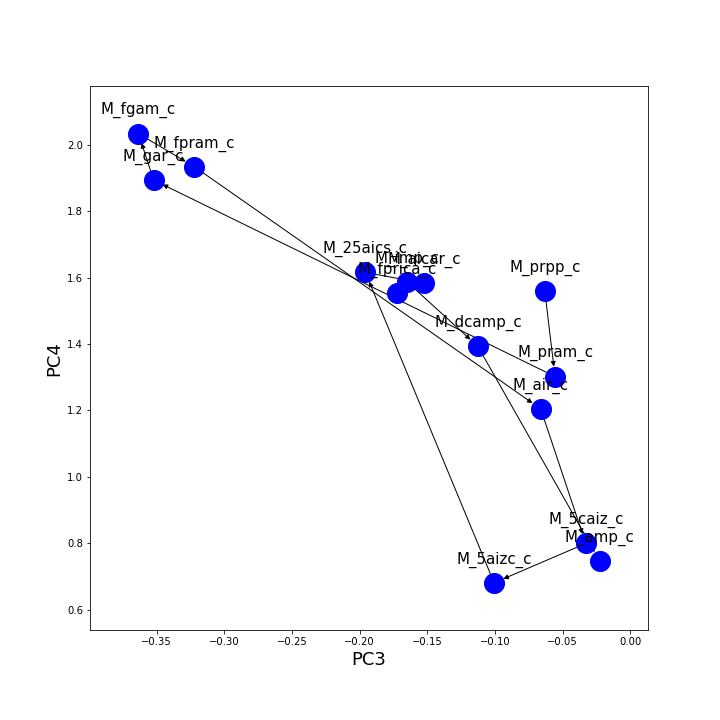 M_fgam_c
M_fpram_c
M_gar_c
M_25aics_c
M_aicar_c
M_fprica_c
M_prpp_c
M_dcamp_c
M_pram_c
M_air_c
M_5caiz_c
M_amp_c
M_5aizc_c
PC4
2.0
1.8
1.6
1.4
1.2
1.0
0.8
0.6
−0.35
−0.30
−0.25
−0.20
−0.15
−0.10
−0.05
0.00
PC3